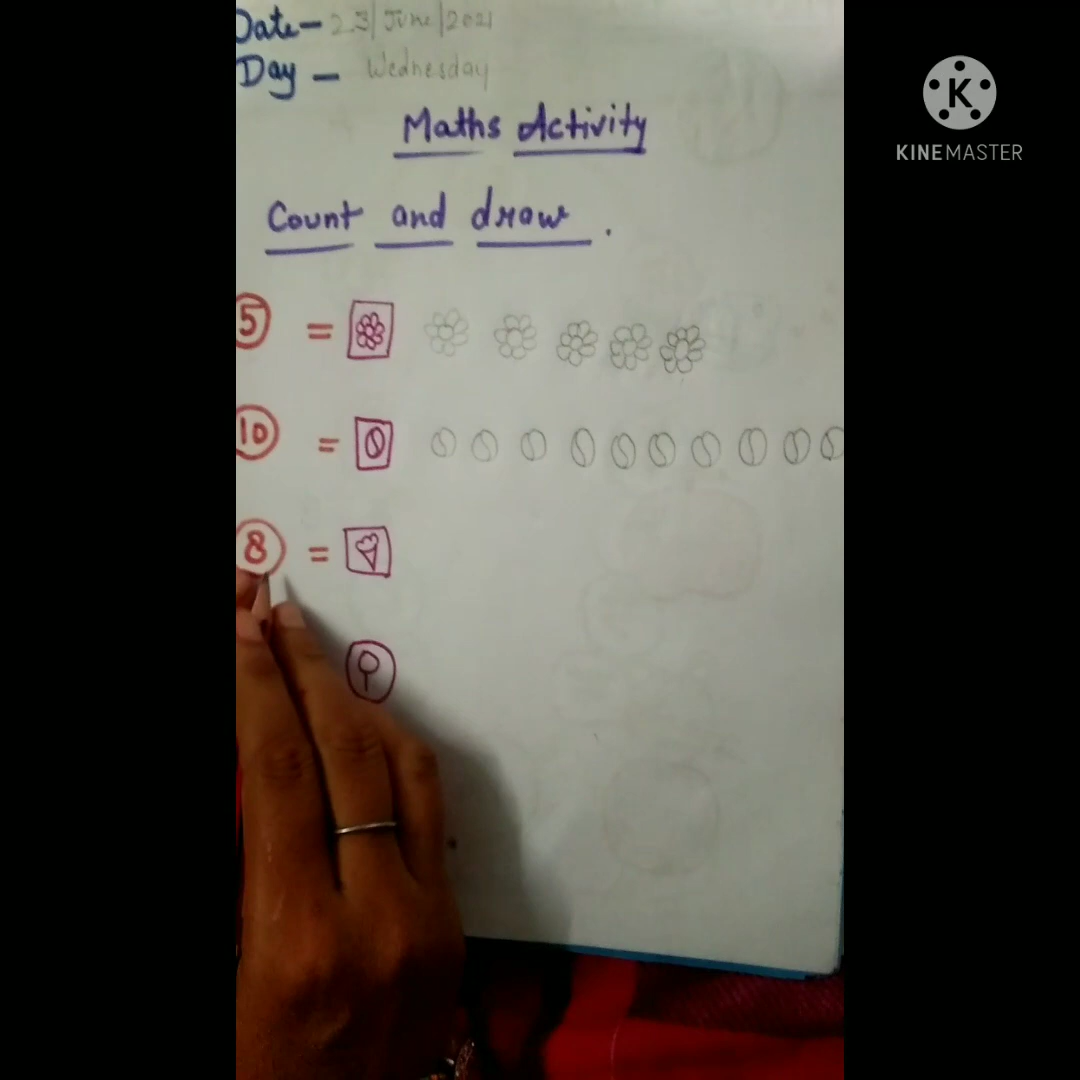 Date - 23/June/2021
Day - Wednesday
K
KINEMASTER
Maths Activity
Count and draw.
5 =
10 =
8 =